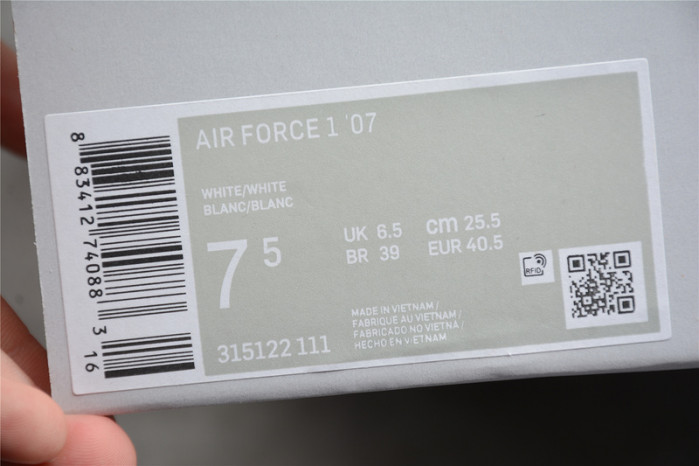 AIR FORCE 1 '07
WHITE/WHITE
BLANC/BLANC
7 5
UK 6.5 cm 25.5
BR 39 EUR 40.5
RFID
MADE IN VIETNAM /
FABRIQUE AU VIETNAM /
FABRICADO NO VIETNÃ /
HECHO EN VIETNAM
315122 111
8 83412 74088 3 16